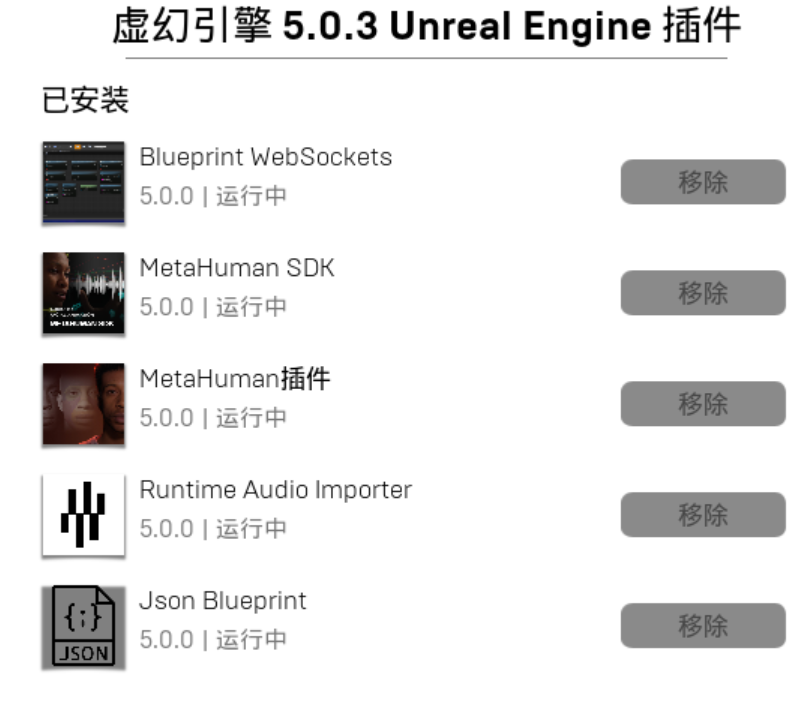 虚幻引擎 5.0.3 Unreal Engine 插件
已安装
Blueprint WebSockets
5.0.0 | 运行中
移除
MetaHuman SDK
5.0.0 | 运行中
移除
METAHUMAN SDK
MetaHuman插件
5.0.0 | 运行中
移除
Runtime Audio Importer
5.0.0 | 运行中
移除
Json Blueprint
5.0.0 | 运行中
移除
{;}
JSON